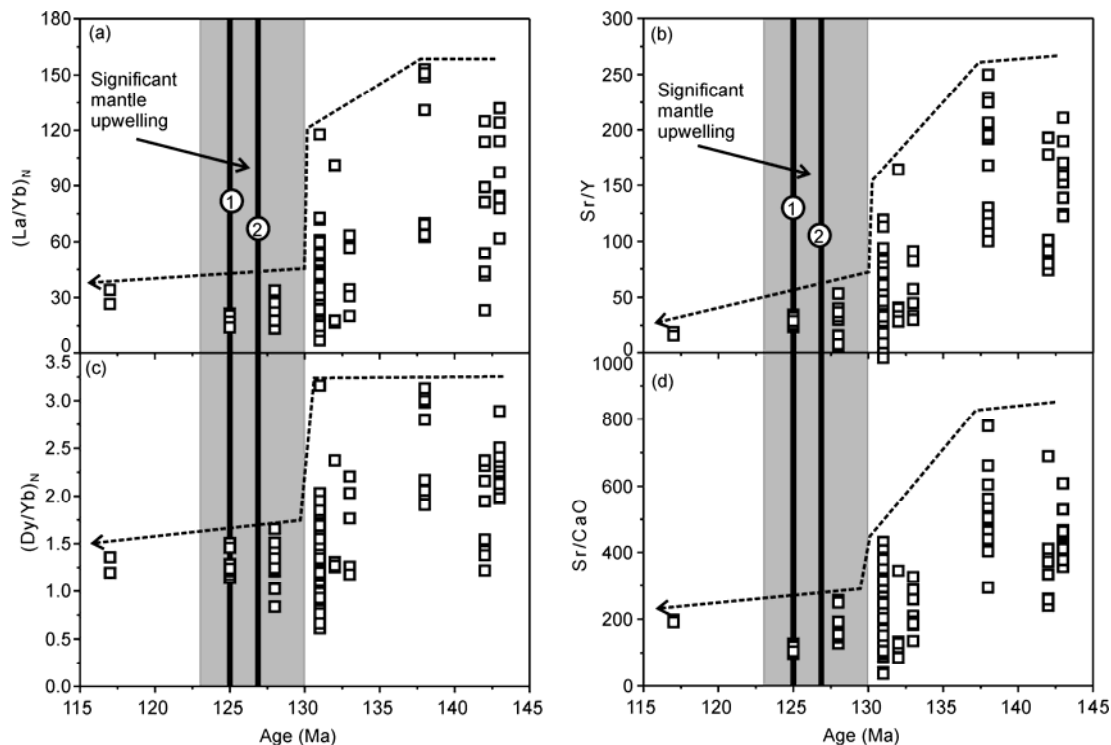 (a)
Significant
mantle
upwelling
1
2
(La/Yb)N
180
150
120
90
60
30
0
(b)
Significant
mantle
upwelling
1
2
Sr/Y
300
250
200
150
100
50
0
(c)
(Dy/Yb)N
3.5
3.0
2.5
2.0
1.5
1.0
0.5
0.0
115 120 125 130 135 140 145
Age (Ma)
(d)
Sr/CaO
1000
800
600
400
200
0
115 120 125 130 135 140 145
Age (Ma)